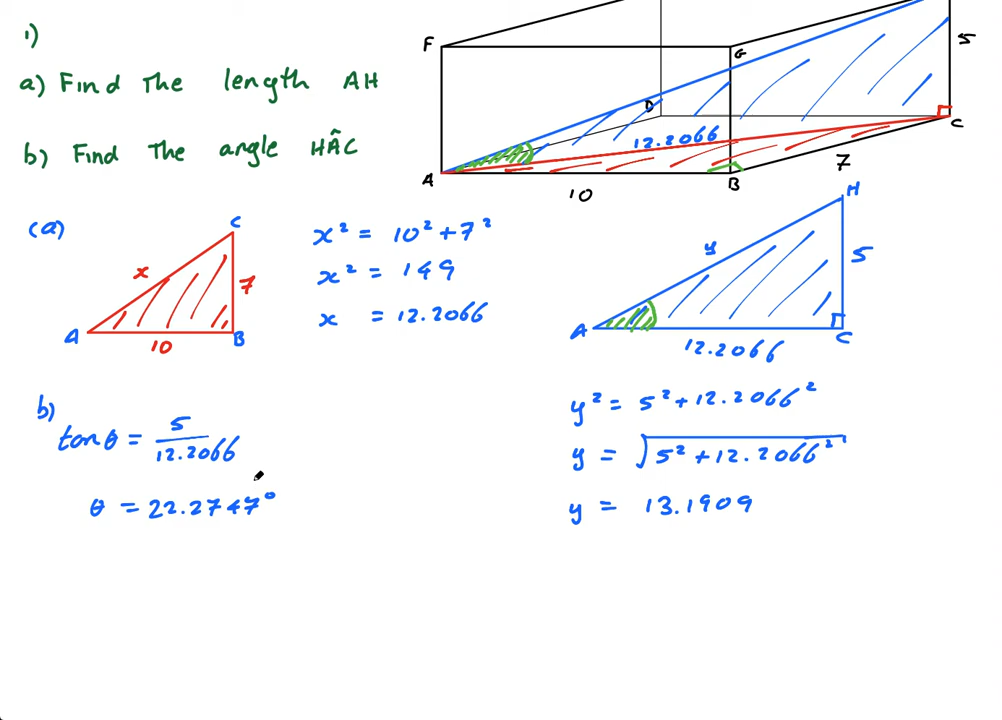 1)
a) Find The length AH
b) Find The angle HÂC
F
G
5
D
12.2066
C
A
B
7
10
(a)
C
x
7
A
B
10
x² = 10² + 7²
x² = 149
x = 12.2066
H
y
5
A
C
12.2066
y² = 5² + 12.2066²
y = √5² + 12.2066²
y = 13.1909
b)
tan θ = 5/12.2066
θ = 22.2747°